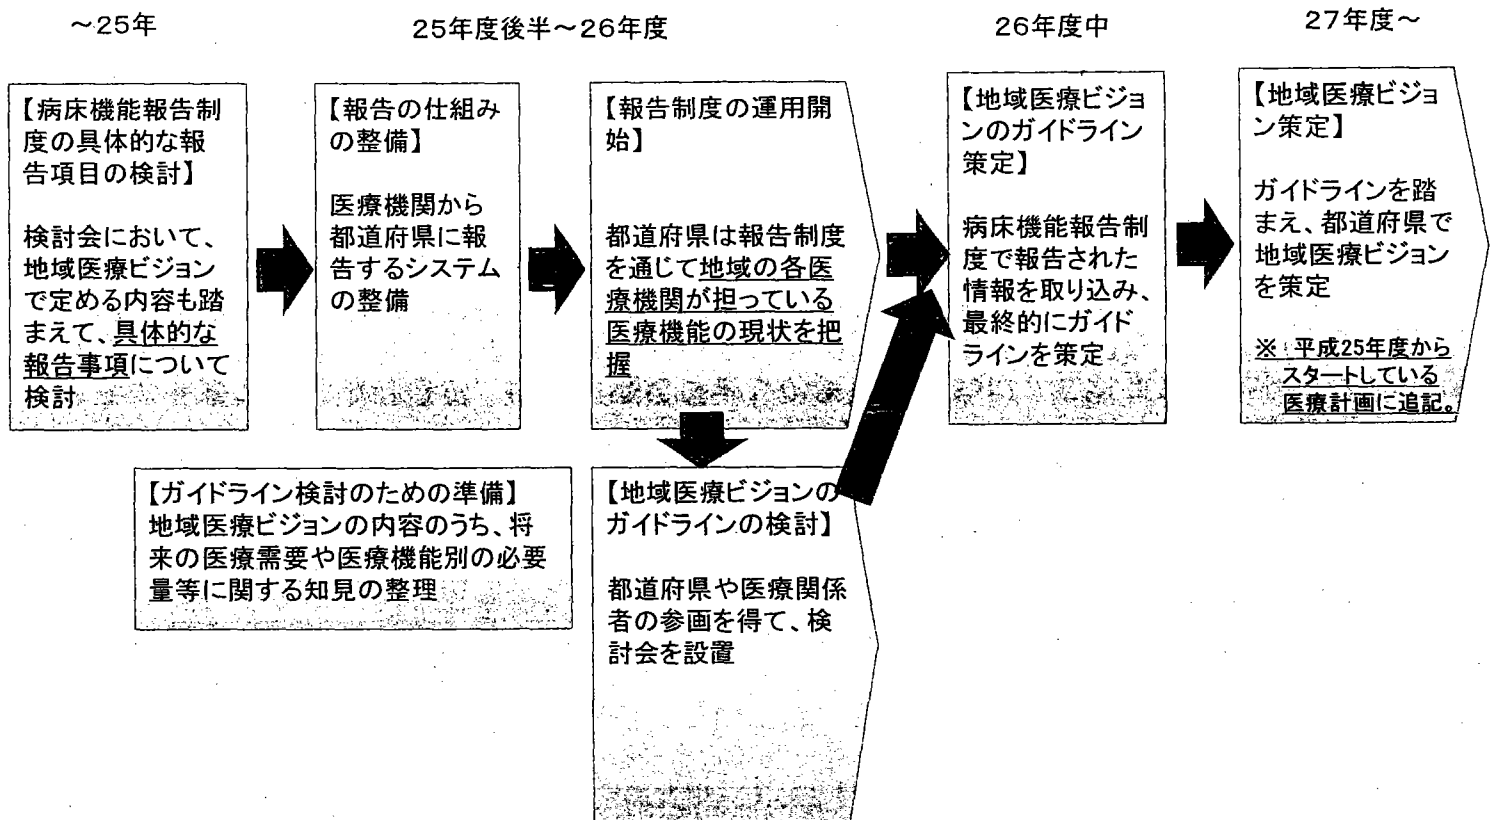 ~25年
25年度後半~26年度
26年度中
27年度~
【病床機能報告制
度の具体的な報
告項目の検討】
検討会において、
地域医療ビジョン
で定める内容も踏
まえて、具体的な
報告事項について
検討
【報告の仕組み
の整備】
医療機関から
都道府県に報
告するシステム
の整備
【報告制度の運用開
始】
都道府県は報告制度
を通じて地域の各医
療機関が担っている
医療機能の現状を把
握
【地域医療ビジョ
ンのガイドライン
策定】
病床機能報告制
度で報告された
情報を取り込み、
最終的にガイド
ラインを策定
【地域医療ビジョ
ン策定】
ガイドラインを踏
まえ、都道府県で
地域医療ビジョン
を策定
※ 平成25年度から
スタートしている
医療計画に追記。
【ガイドライン検討のための準備】
地域医療ビジョンの内容のうち、将
来の医療需要や医療機能別の必要
量等に関する知見の整理
【地域医療ビジョンの
ガイドラインの検討】
都道府県や医療関係
者の参画を得て、検
討会を設置